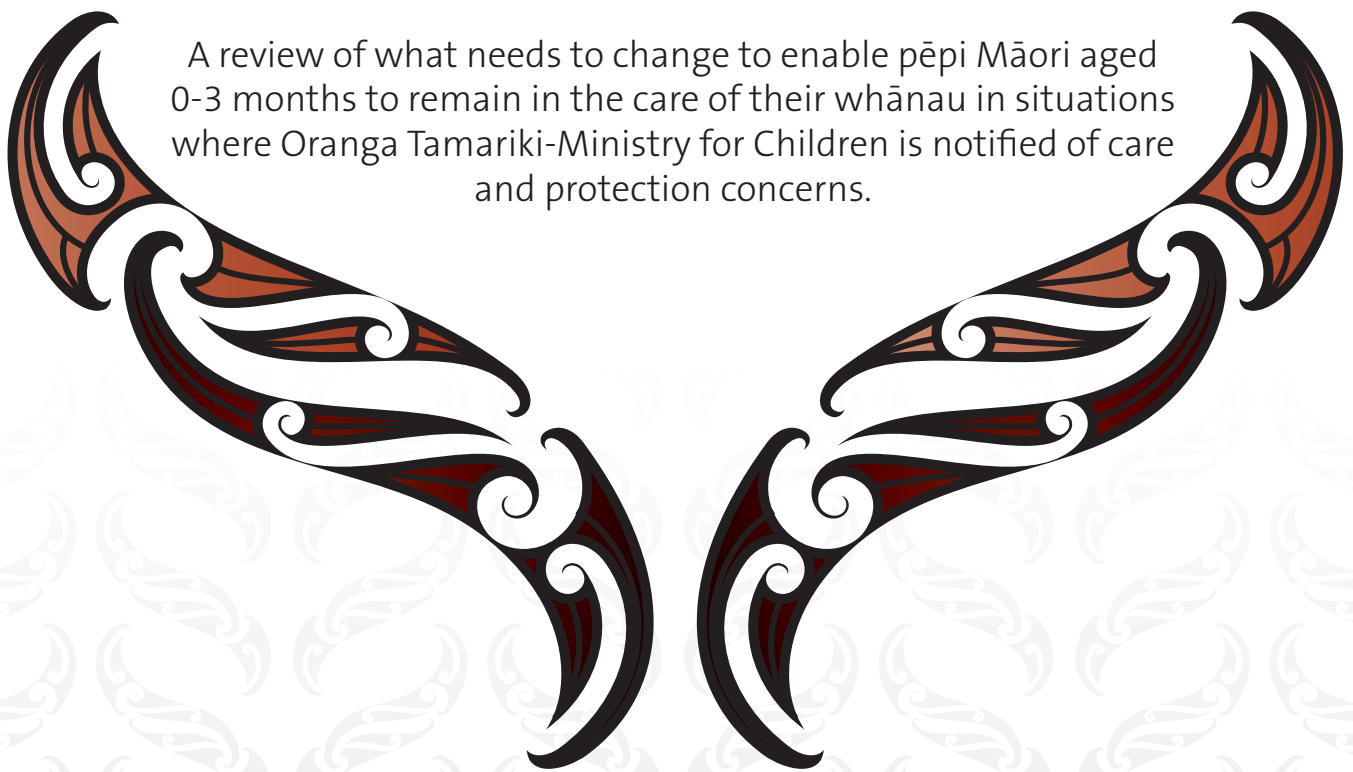 A review of what needs to change to enable pēpi Māori aged
0-3 months to remain in the care of their whānau in situations
where Oranga Tamariki-Ministry for Children is notified of care
and protection concerns.